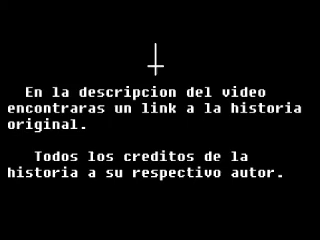 En la descripcion del video
encontraras un link a la historia
original.
Todos los creditos de la
historia a su respectivo autor.